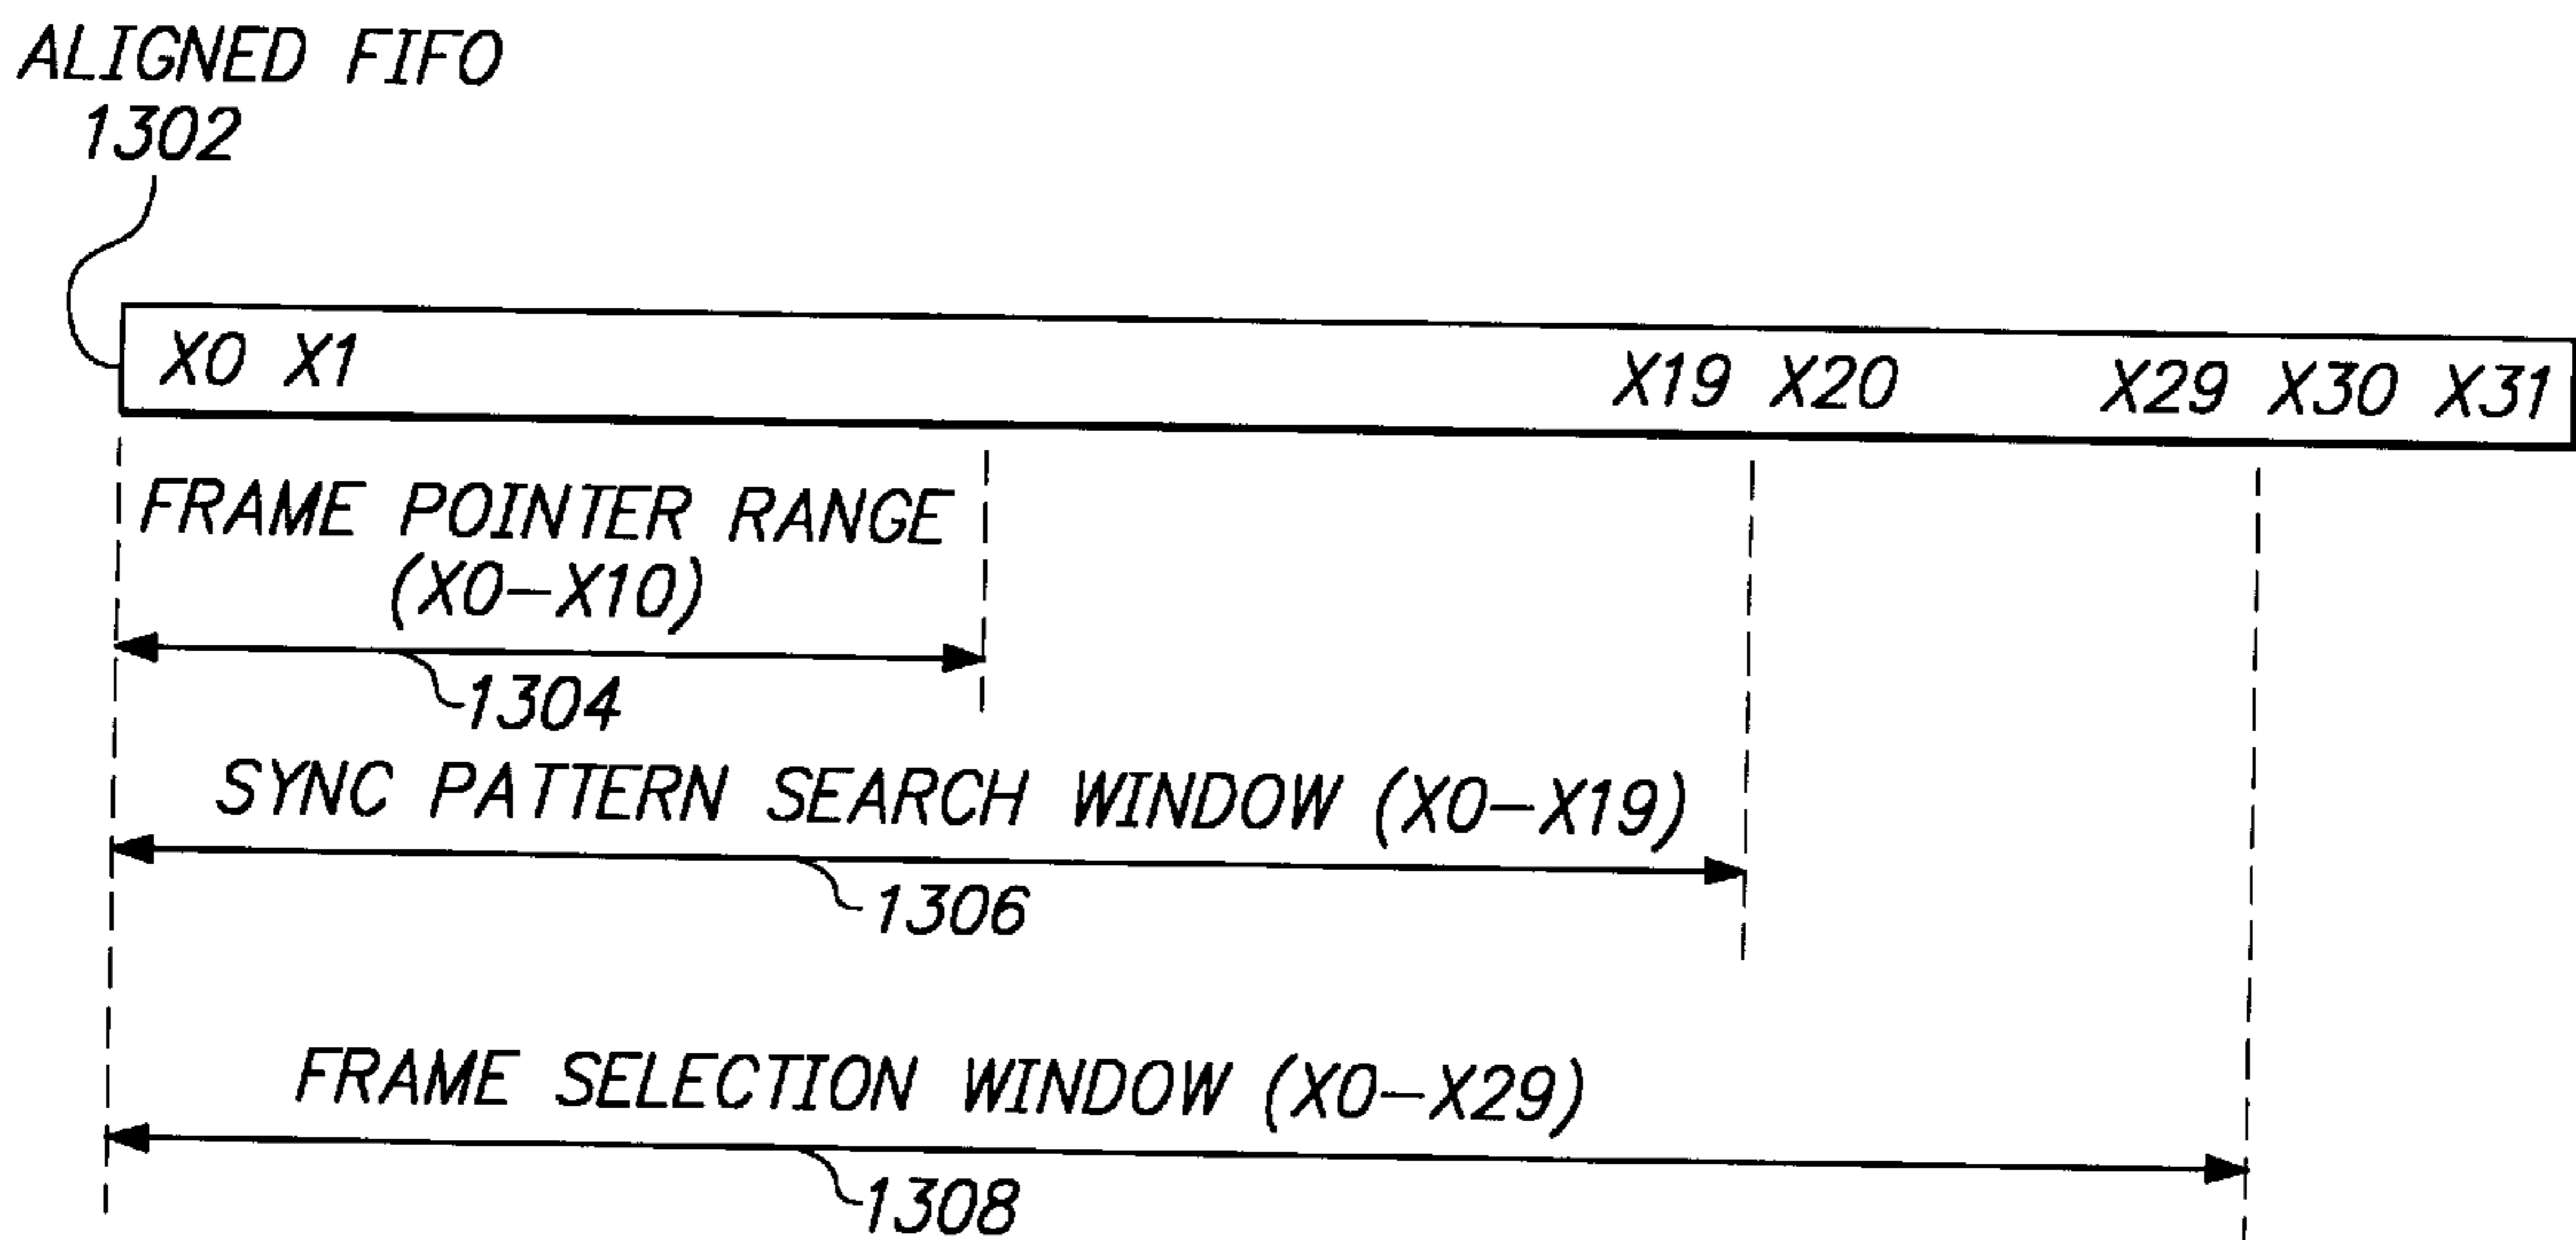 ALIGNED FIFO
1302
X0 X1 X19 X20 X29 X30 X31
FRAME POINTER RANGE
(X0-X10)
1304
SYNC PATTERN SEARCH WINDOW (X0-X19)
1306
FRAME SELECTION WINDOW (X0-X29)
1308